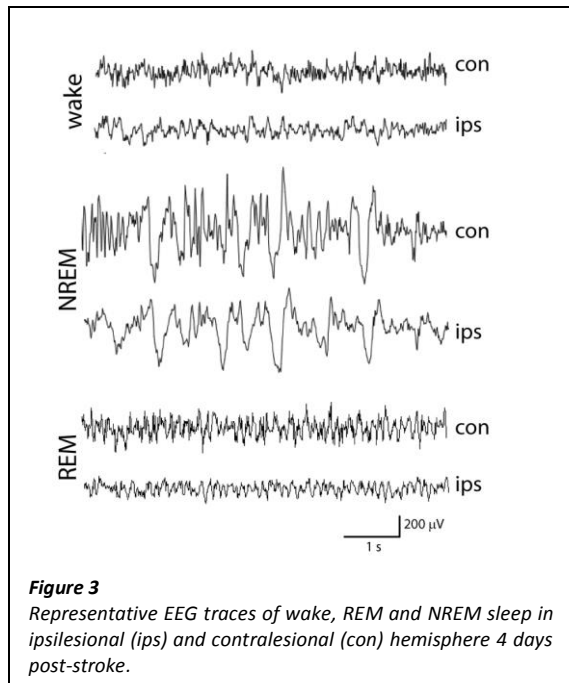 con
wake
ips
con
NREM
ips
con
REM
ips
200 µV
1 s
Figure 3
Representative EEG traces of wake, REM and NREM sleep in
ipsilesional (ips) and contralesional (con) hemisphere 4 days
post-stroke.